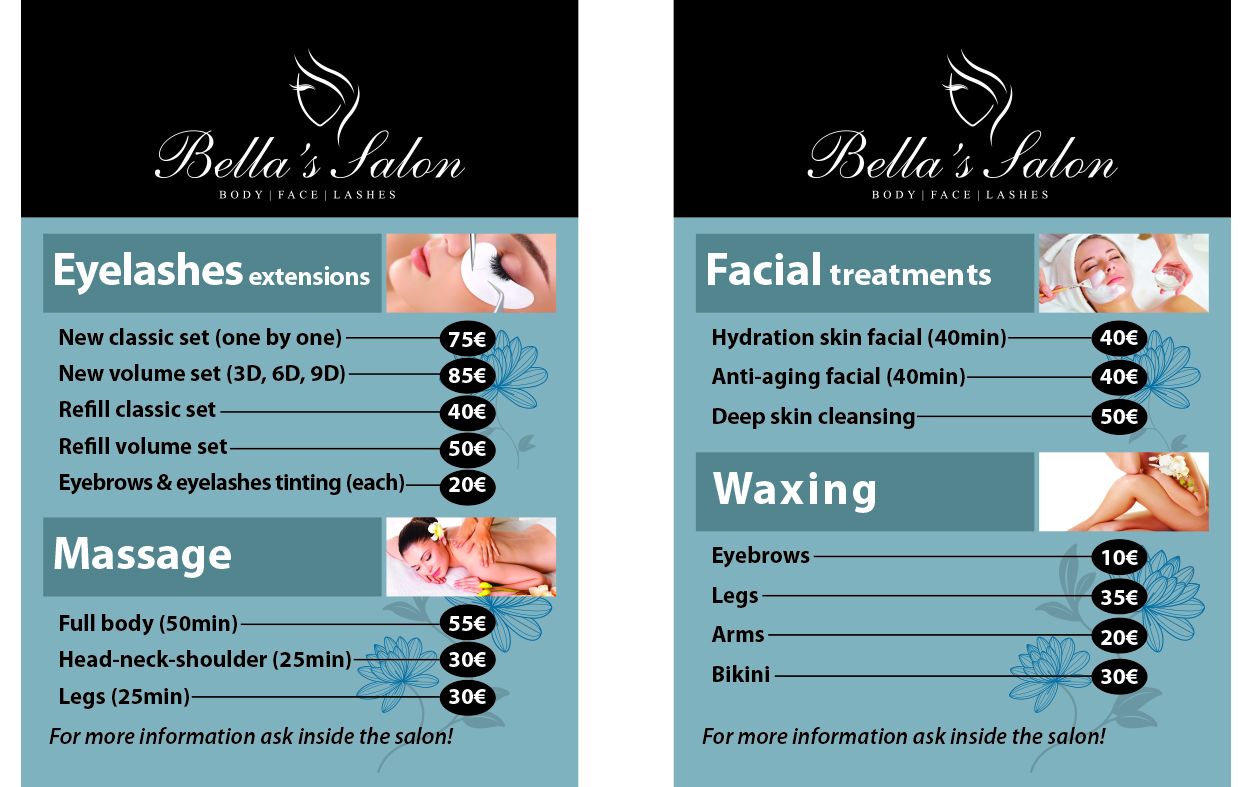 Bella's Salon
BODY | FACE | LASHES
Eyelashes extensions
New classic set (one by one) 75€
New volume set (3D, 6D, 9D) 85€
Refill classic set 40€
Refill volume set 50€
Eyebrows & eyelashes tinting (each) 20€
Massage
Full body (50min) 55€
Head-neck-shoulder (25min) 30€
Legs (25min) 30€
For more information ask inside the salon!
Bella's Salon
BODY | FACE | LASHES
Facial treatments
Hydration skin facial (40min) 40€
Anti-aging facial (40min) 40€
Deep skin cleansing 50€
Waxing
Eyebrows 10€
Legs 35€
Arms 20€
Bikini 30€
For more information ask inside the salon!